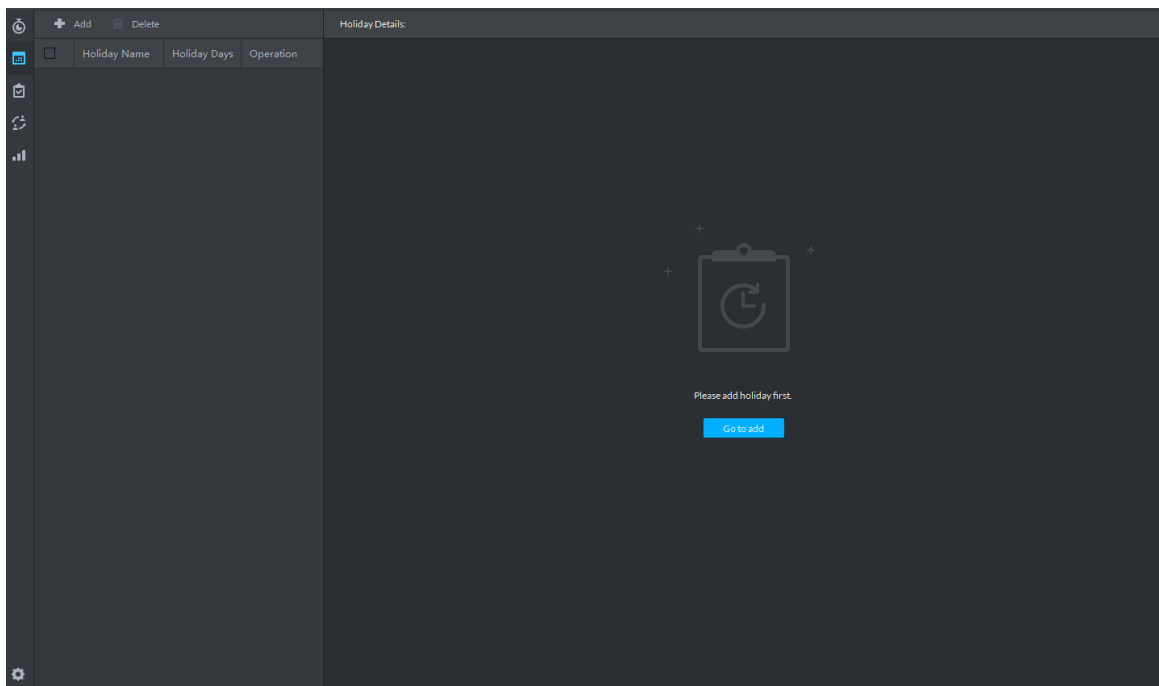 Add Delete
Holiday Details:
Holiday Name Holiday Days Operation
Please add holiday first.
Go to add